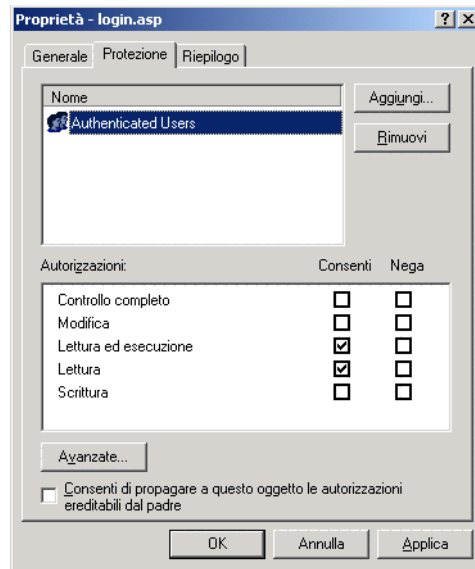 Proprietà - login.asp
Generale Protezione Riepilogo
Nome
Aggiungi...
Authenticated Users
Rimuovi
Autorizzazioni: Consenti Nega
Controllo completo
Modifica
Lettura ed esecuzione
Lettura
Scrittura
Avanzate...
Consenti di propagare a questo oggetto le autorizzazioni
ereditabili dal padre
OK Annulla Applica